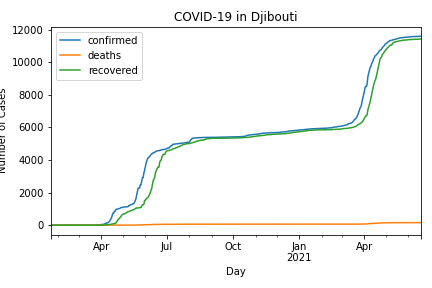 COVID-19 in Djibouti
confirmed
deaths
recovered
12000
10000
8000
6000
4000
2000
0
Number of Cases
Apr
Jul
Oct
Jan
2021
Apr
Day